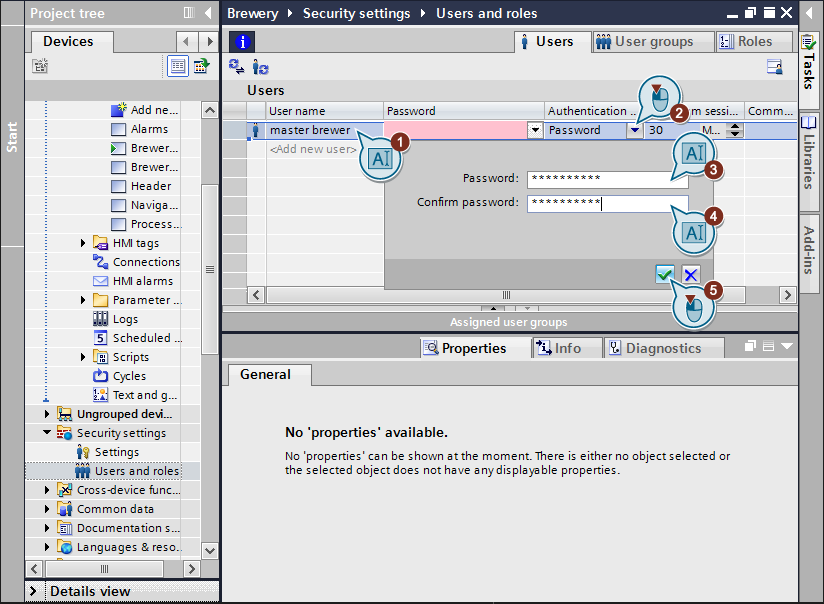 Project tree
Brewery Security settings Users and roles
Devices
Users User groups Roles
Start
Tasks
Libraries
Add-ins
Add ne...
Alarms
Brewer...
Brewer...
Header
Naviga...
Process...
HMI tags
Connections
HMI alarms
Parameter ...
Logs
Scheduled ...
Scripts
Cycles
Text and g...
Ungrouped devi...
Security settings
Settings
Users and roles
Cross-device func...
Common data
Documentation s...
Languages & reso...
Details view
Users
User name Password Authentication .. m sessi... Comm...
master brewer Password 30 M...
<Add new user>
Password: **********
Confirm password: **********
1
2
3
4
5
AI
AI
AI
Assigned user groups
Properties Info Diagnostics
General
No 'properties' available.
No 'properties' can be shown at the moment. There is either no object selected or
the selected object does not have any displayable properties.